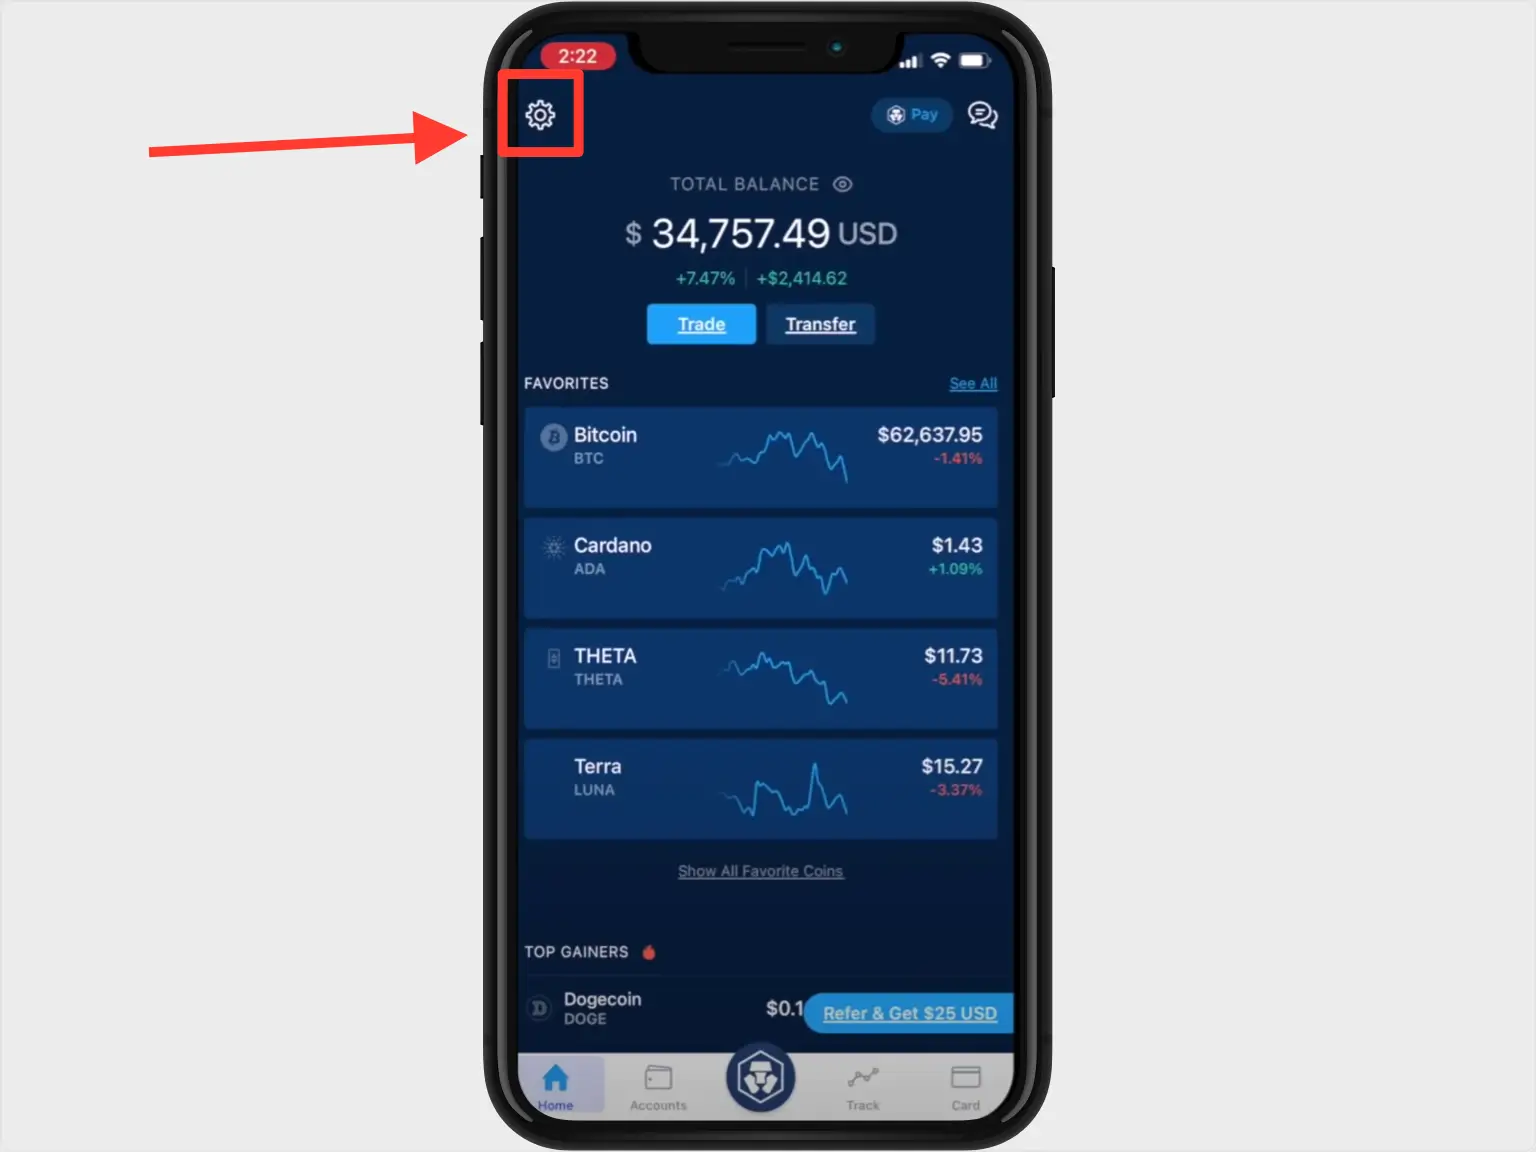 2:22
Pay
TOTAL BALANCE
$ 34,757.49 USD
+7.47% +$2,414.62
Trade Transfer
FAVORITES See All
Bitcoin $62,637.95
BTC -1.41%
Cardano $1.43
ADA +1.09%
THETA $11.73
THETA -5.41%
Terra $15.27
LUNA -3.37%
Show All Favorite Coins
TOP GAINERS
Dogecoin $0.1
DOGE
Refer & Get $25 USD
Home Accounts Track Card